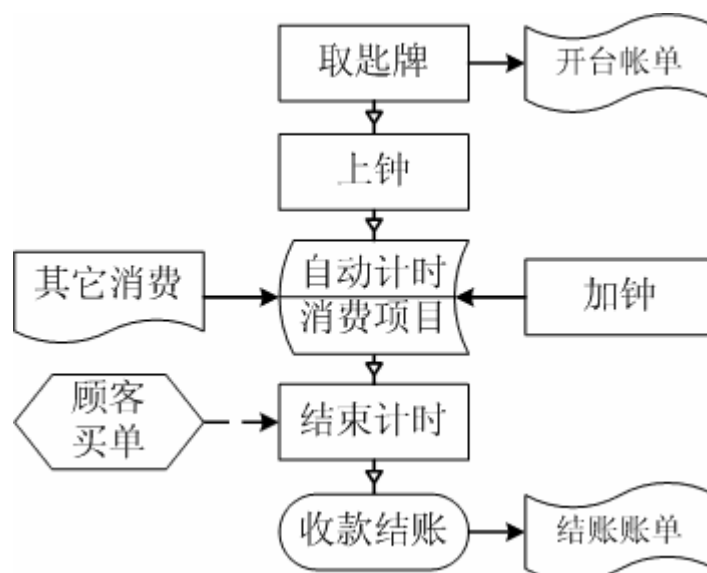 取匙牌
开台帐单
上钟
其它消费
自动计时
消费项目
加钟
顾客
买单
结束计时
收款结账
结账账单